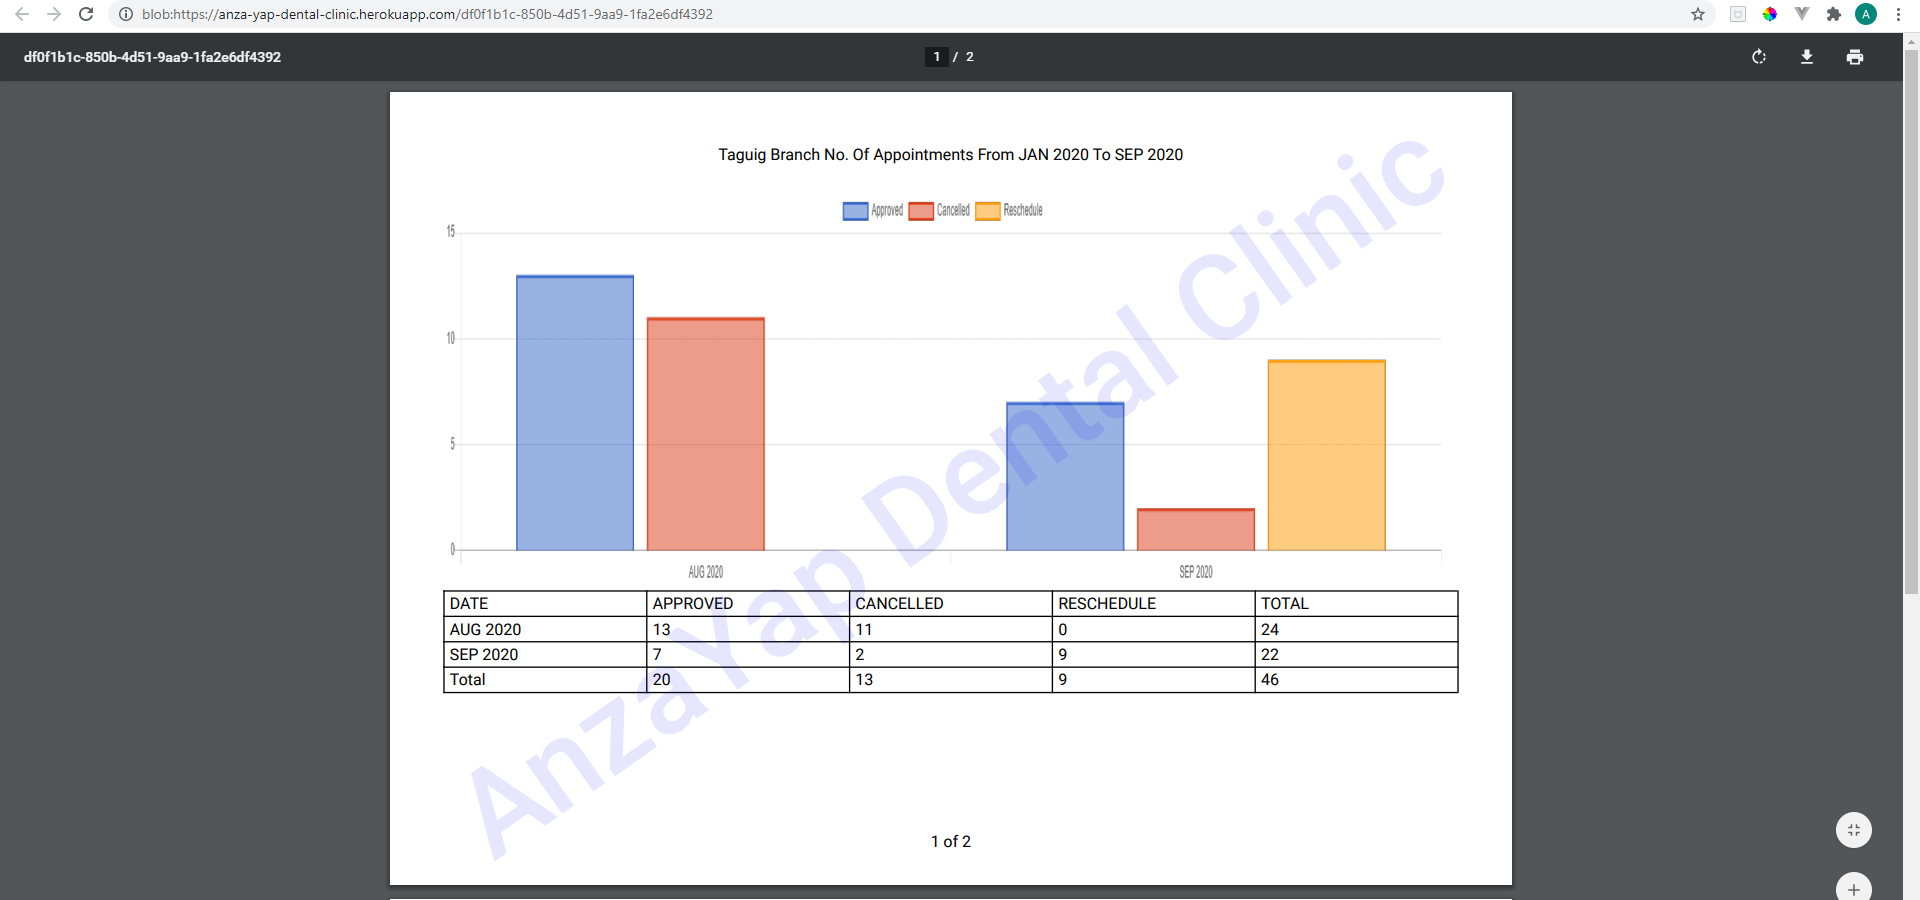 blob:https://anza-yap-dental-clinic.herokuapp.com/df0f1b1c-850b-4d51-9aa9-1fa2e6df4392
A
df0f1b1c-850b-4d51-9aa9-1fa2e6df4392
1 / 2
Taguig Branch No. Of Appointments From JAN 2020 To SEP 2020
Approved Cancelled Reschedule
15
10
5
0
AUG 2020 SEP 2020
DATE APPROVED CANCELLED RESCHEDULE TOTAL
AUG 2020 13 11 0 24
SEP 2020 7 2 9 22
Total 20 13 9 46
AnzaYap Dental Clinic
1 of 2